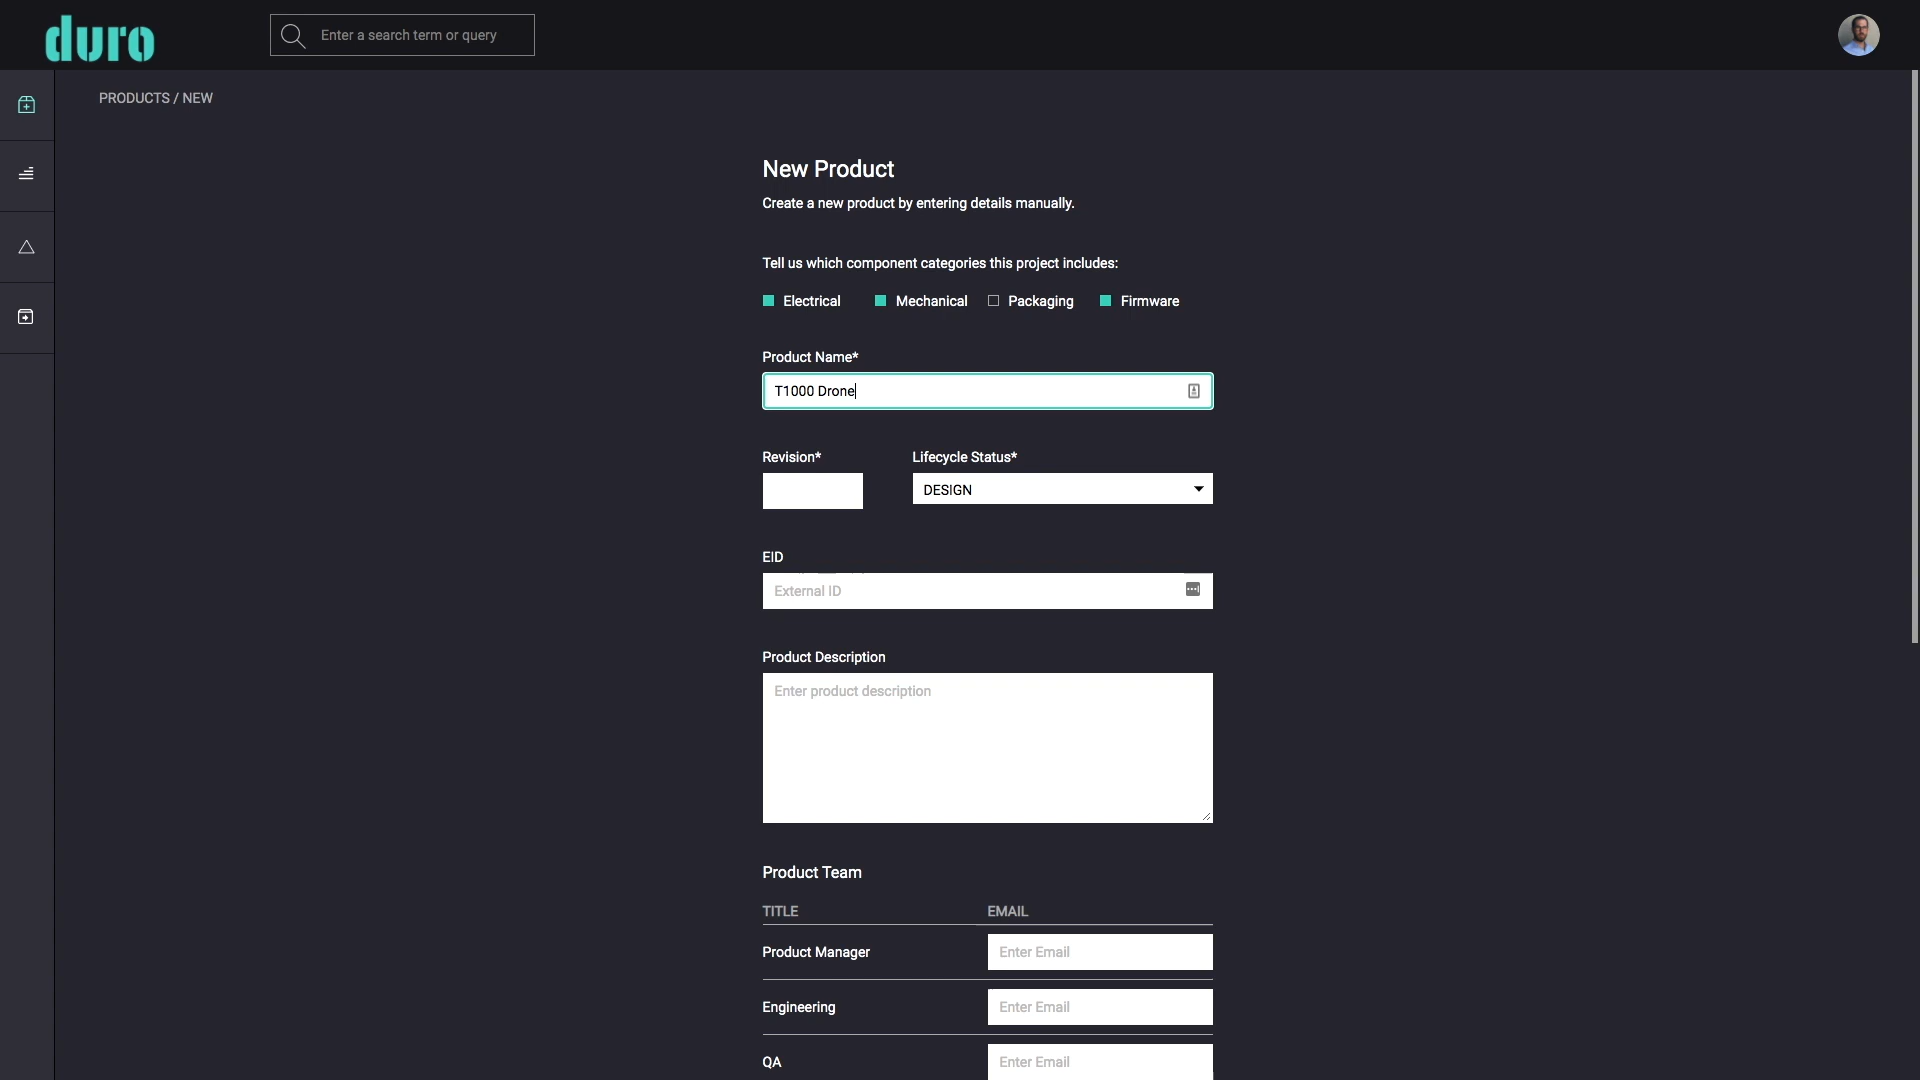 duro
Enter a search term or query
PRODUCTS / NEW
New Product
Create a new product by entering details manually.
Tell us which component categories this project includes:
Electrical Mechanical Packaging Firmware
Product Name*
T1000 Drone
Revision* Lifecycle Status*
DESIGN
EID
External ID
Product Description
Enter product description
Product Team
TITLE EMAIL
Product Manager Enter Email
Engineering Enter Email
QA Enter Email